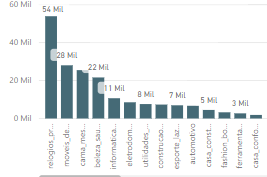 60 Mil
40 Mil
20 Mil
0 Mil
54 Mil
28 Mil
22 Mil
11 Mil
8 Mil
7 Mil
5 Mil
3 Mil
relogios_pr...
moveis_de...
cama_mes...
beleza_sau...
informatica...
eletrodom...
utilidades_...
construcao...
esporte_laz...
automotivo
casa_const...
fashion_bo...
ferramenta...
casa_confo...